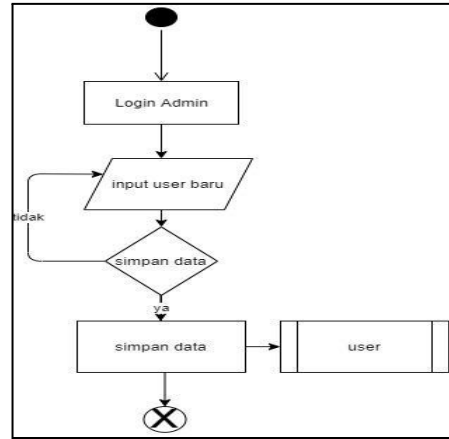 Login Admin
input user baru
tidak
simpan data
ya
simpan data
user